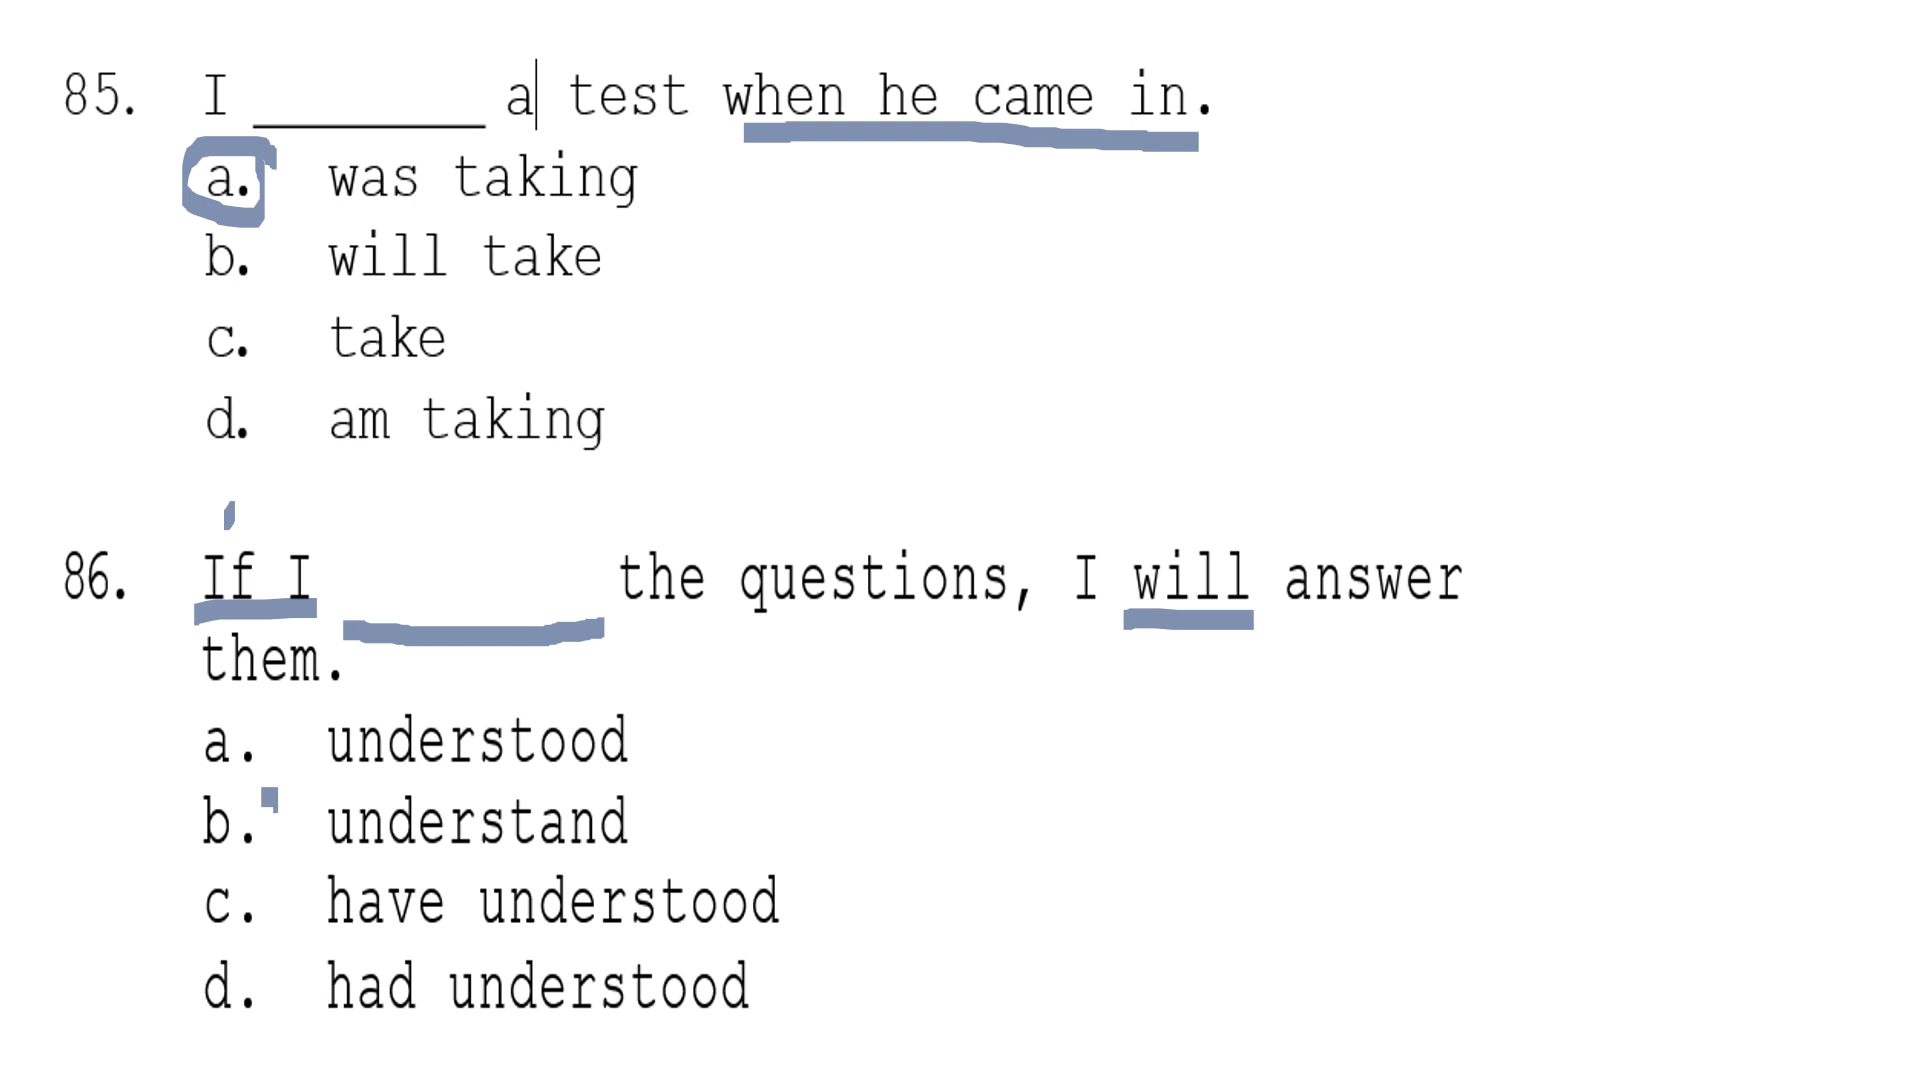 85. I ________ a test when he came in.
a. was taking
b. will take
c. take
d. am taking
86. If I ________ the questions, I will answer
them.
a. understood
b. understand
c. have understood
d. had understood